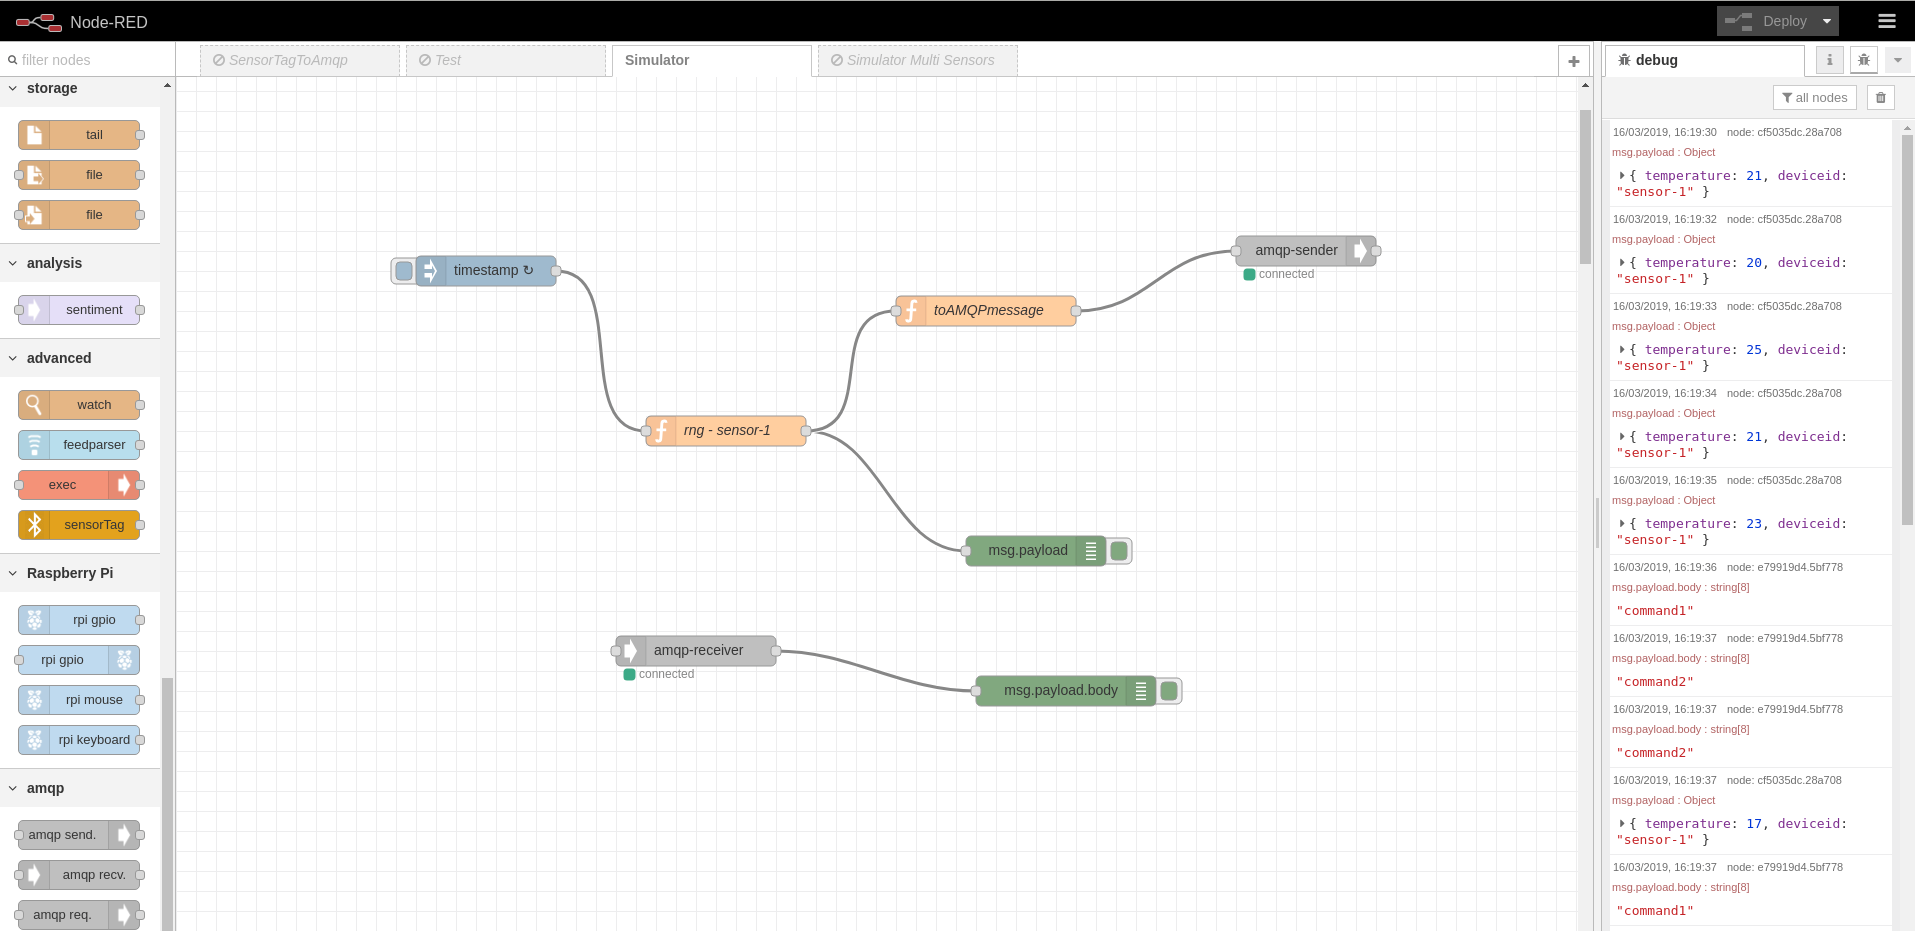 Node-RED
Deploy
filter nodes
SensorTagToAmqp
Test
Simulator
Simulator Multi Sensors
storage
tail
file
file
analysis
sentiment
advanced
watch
feedparser
exec
sensorTag
Raspberry Pi
rpi gpio
rpi gpio
rpi mouse
rpi keyboard
amqp
amqp send.
amqp recv.
amqp req.
timestamp ↻
amqp-sender
connected
toAMQPmessage
rng - sensor-1
msg.payload
amqp-receiver
connected
msg.payload.body
debug
i
all nodes
16/03/2019, 16:19:30 node: cf5035dc.28a708
msg.payload : Object
{ temperature: 21, deviceid:
"sensor-1" }
16/03/2019, 16:19:32 node: cf5035dc.28a708
msg.payload : Object
{ temperature: 20, deviceid:
"sensor-1" }
16/03/2019, 16:19:33 node: cf5035dc.28a708
msg.payload : Object
{ temperature: 25, deviceid:
"sensor-1" }
16/03/2019, 16:19:34 node: cf5035dc.28a708
msg.payload : Object
{ temperature: 21, deviceid:
"sensor-1" }
16/03/2019, 16:19:35 node: cf5035dc.28a708
msg.payload : Object
{ temperature: 23, deviceid:
"sensor-1" }
16/03/2019, 16:19:36 node: e79919d4.5bf778
msg.payload.body : string[8]
"command1"
16/03/2019, 16:19:37 node: e79919d4.5bf778
msg.payload.body : string[8]
"command2"
16/03/2019, 16:19:37 node: e79919d4.5bf778
msg.payload.body : string[8]
"command2"
16/03/2019, 16:19:37 node: cf5035dc.28a708
msg.payload : Object
{ temperature: 17, deviceid:
"sensor-1" }
16/03/2019, 16:19:37 node: e79919d4.5bf778
msg.payload.body : string[8]
"command1"